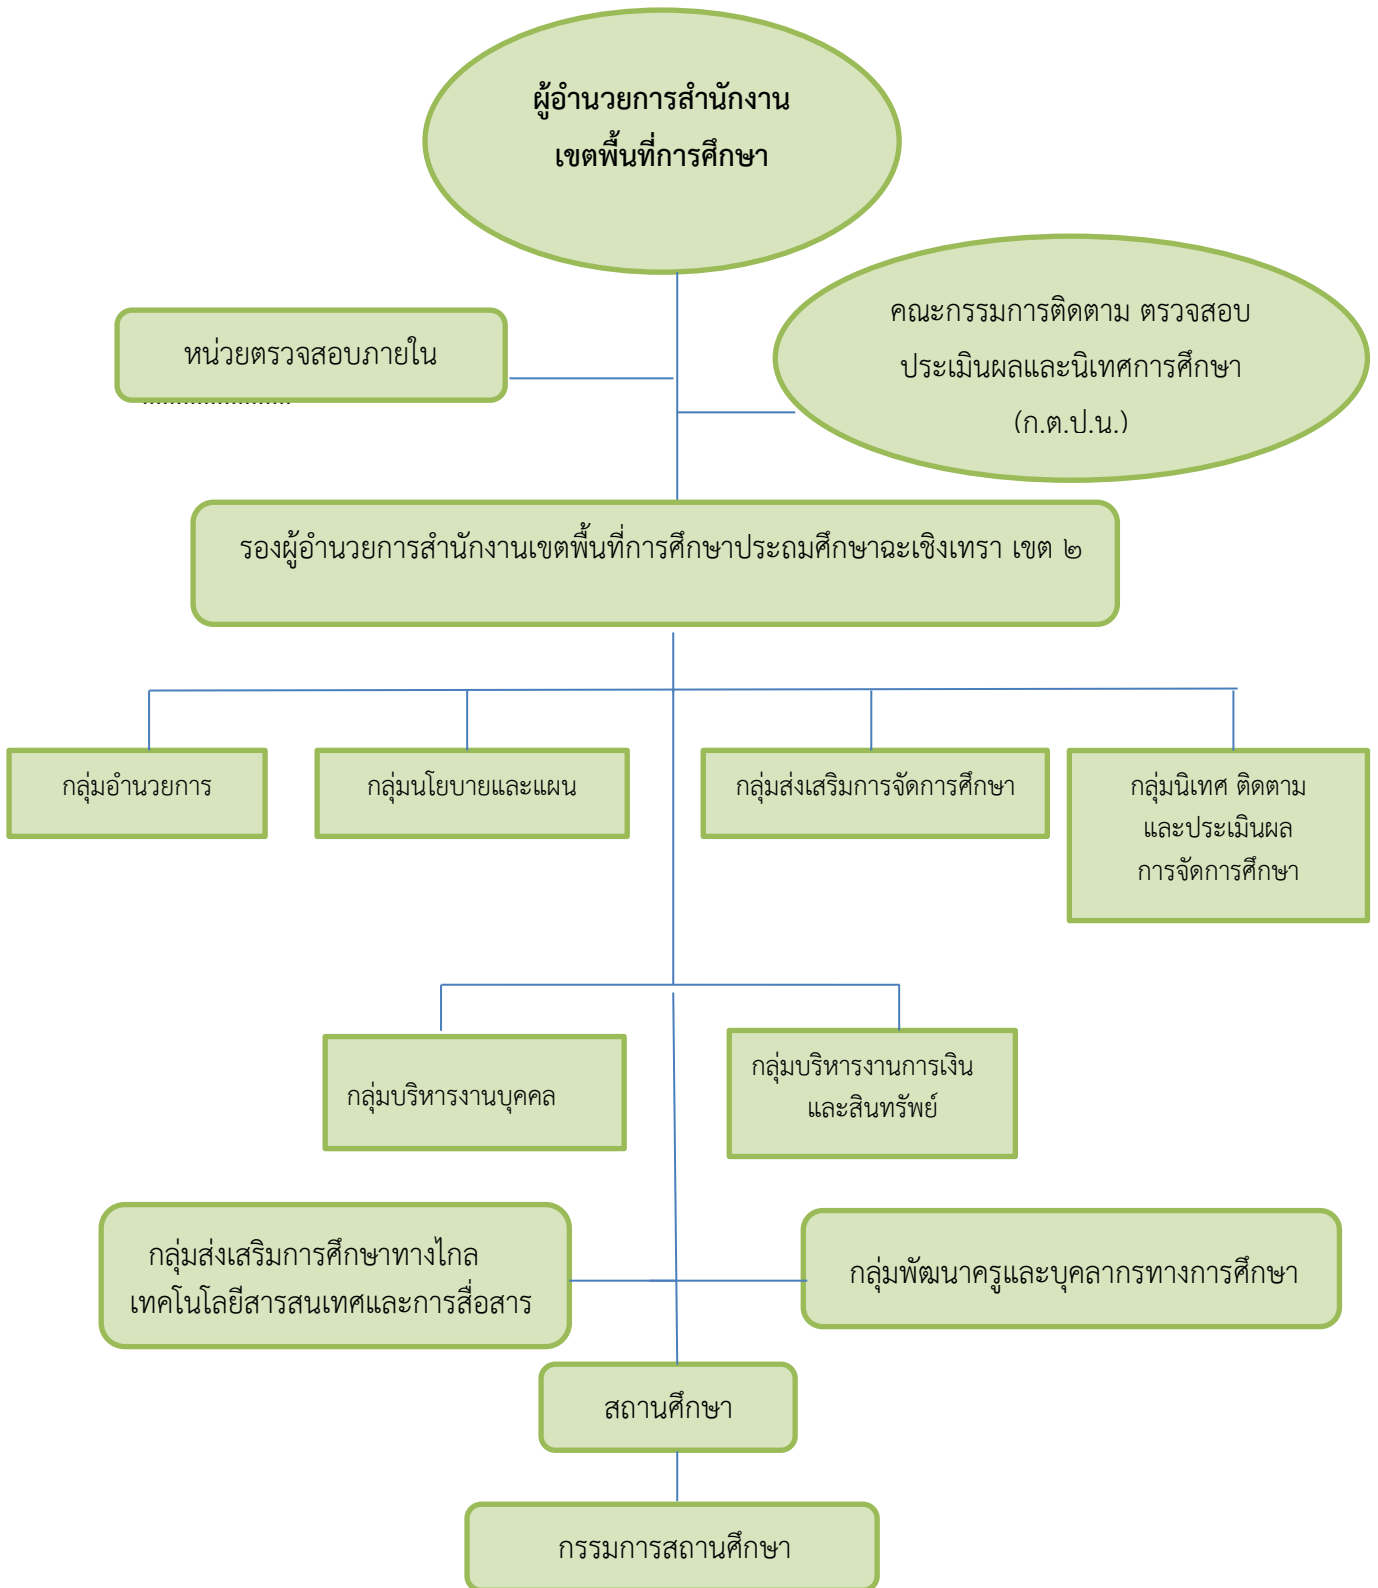 ผู้อำนวยการสำนักงาน
เขตพื้นที่การศึกษา
คณะกรรมการติดตาม ตรวจสอบ
ประเมินผลและนิเทศการศึกษา
(ก.ต.ป.น.)
หน่วยตรวจสอบภายใน
รองผู้อำนวยการสำนักงานเขตพื้นที่การศึกษาประถมศึกษาฉะเชิงเทรา เขต ๒
กลุ่มอำนวยการ
กลุ่มนโยบายและแผน
กลุ่มส่งเสริมการจัดการศึกษา
กลุ่มนิเทศ ติดตาม
และประเมินผล
การจัดการศึกษา
กลุ่มบริหารงานบุคคล
กลุ่มบริหารงานการเงิน
และสินทรัพย์
กลุ่มส่งเสริมการศึกษาทางไกล
เทคโนโลยีสารสนเทศและการสื่อสาร
กลุ่มพัฒนาครูและบุคลากรทางการศึกษา
สถานศึกษา
กรรมการสถานศึกษา